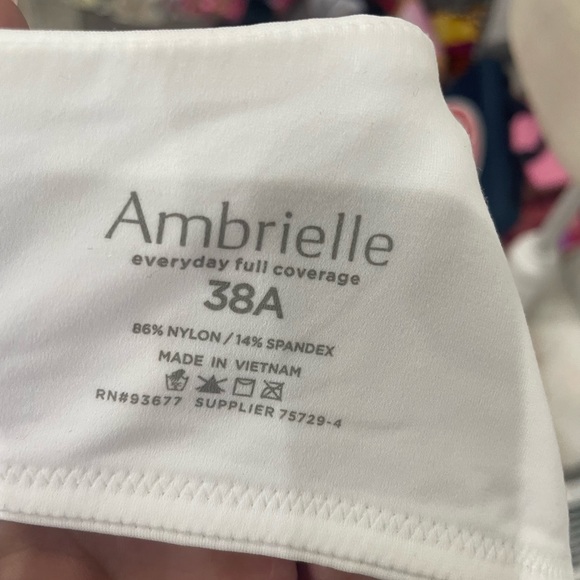 Ambrielle
everyday full coverage
38A
86% NYLON / 14% SPANDEX
MADE IN VIETNAM
RN#93677 SUPPLIER 75729-4